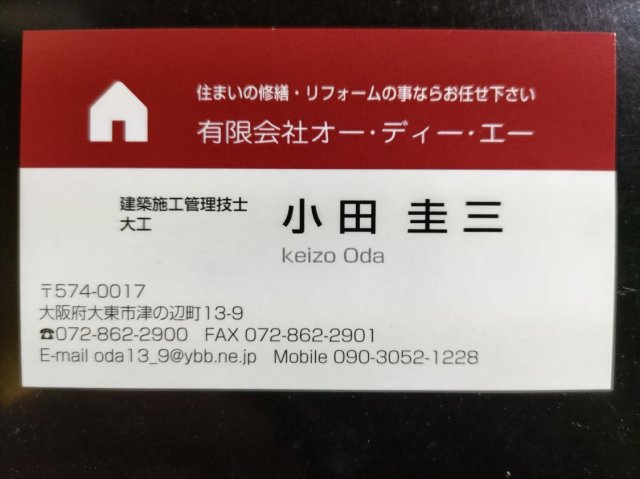 住まいの修繕・リフォームの事ならお任せ下さい
有限会社オー・ディー・エー
建築施工管理技士
大工
小田 圭三
keizo Oda
〒574-0017
大阪府大東市津の辺町13-9
☎072-862-2900 FAX 072-862-2901
E-mail oda13_9@ybb.ne.jp Mobile 090-3052-1228